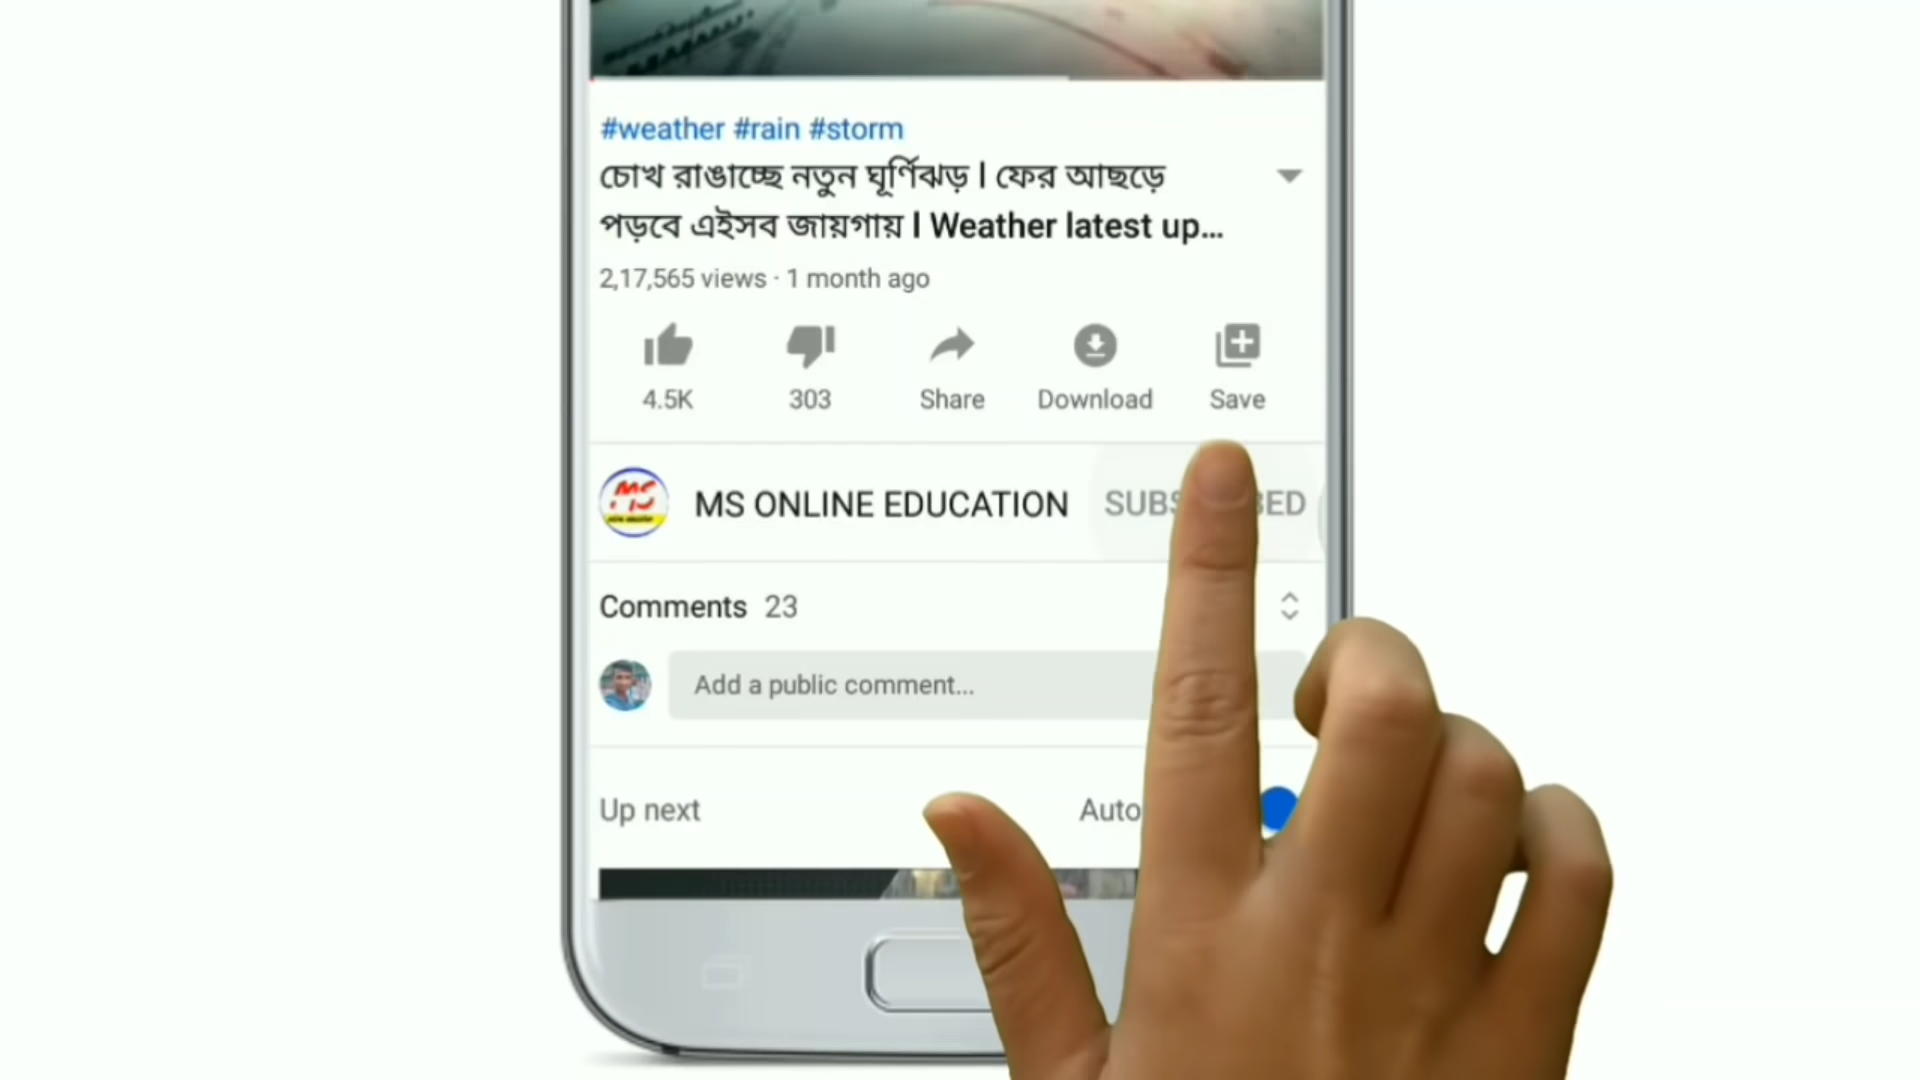 #weather #rain #storm
চোখ রাঙাচ্ছে নতুন ঘূর্ণিঝড় l ফের আছড়ে
পড়বে এইসব জায়গায় l Weather latest up...
2,17,565 views · 1 month ago
4.5K 303 Share Download Save
MS ONLINE EDUCATION
Comments 23
Add a public comment...
Up next Auto